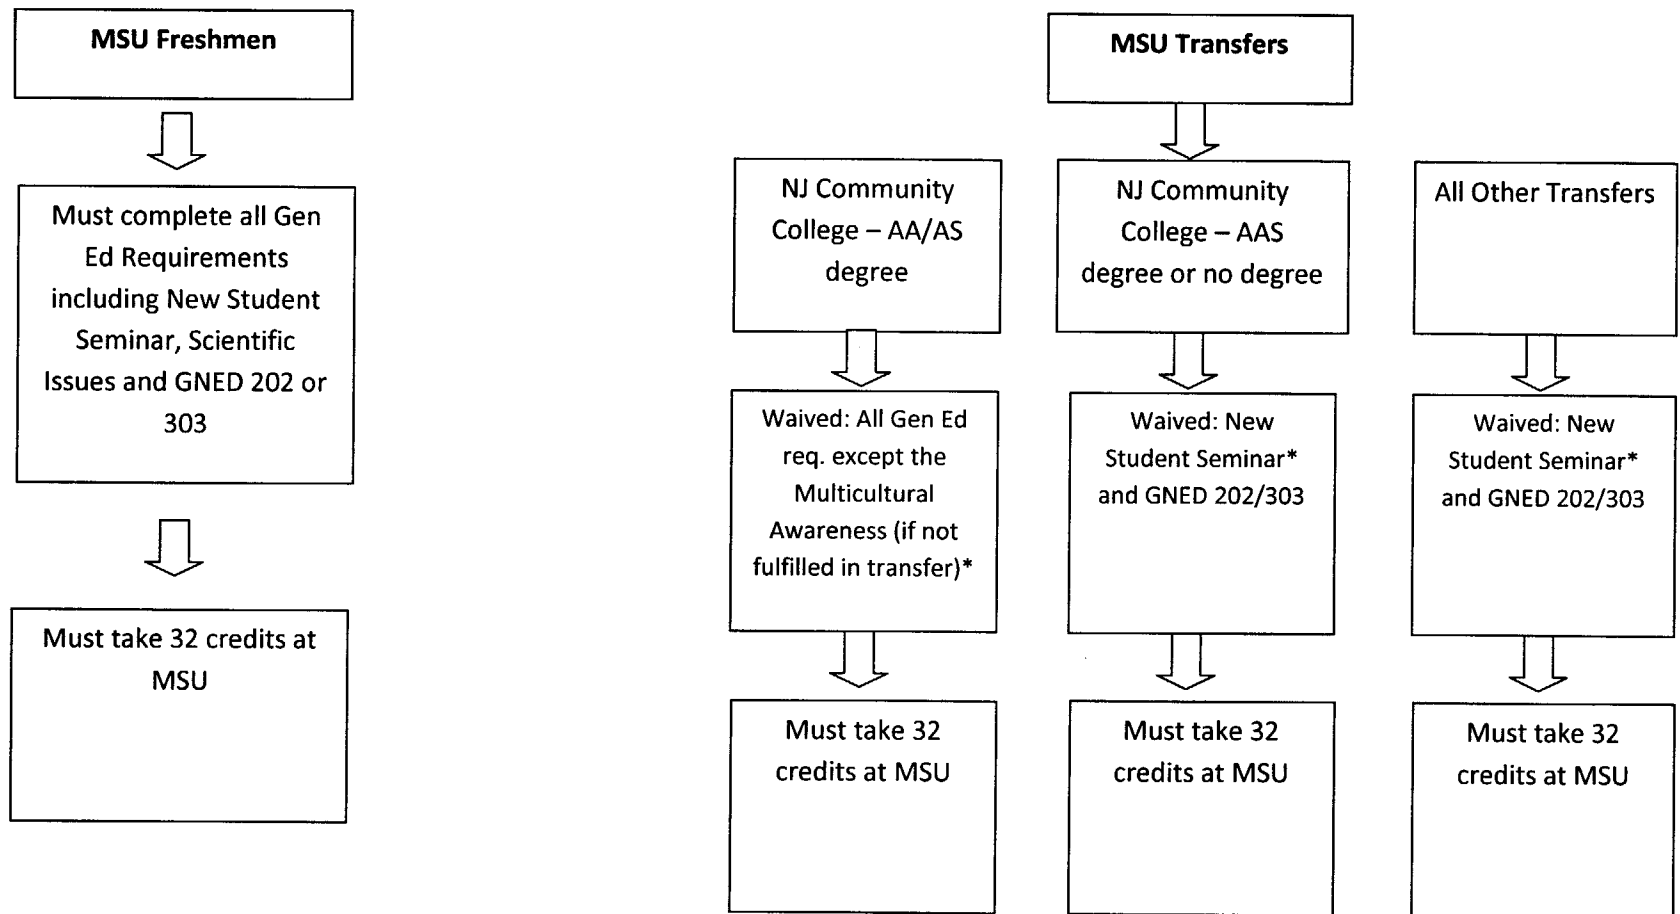 MSU Freshmen
Must complete all Gen
Ed Requirements
including New Student
Seminar, Scientific
Issues and GNED 202 or
303
Must take 32 credits at
MSU
MSU Transfers
NJ Community
College – AA/AS
degree
Waived: All Gen Ed
req. except the
Multicultural
Awareness (if not
fulfilled in transfer)*
Must take 32
credits at MSU
NJ Community
College – AAS
degree or no degree
Waived: New
Student Seminar*
and GNED 202/303
Must take 32
credits at MSU
All Other Transfers
Waived: New
Student Seminar*
and GNED 202/303
Must take 32
credits at MSU